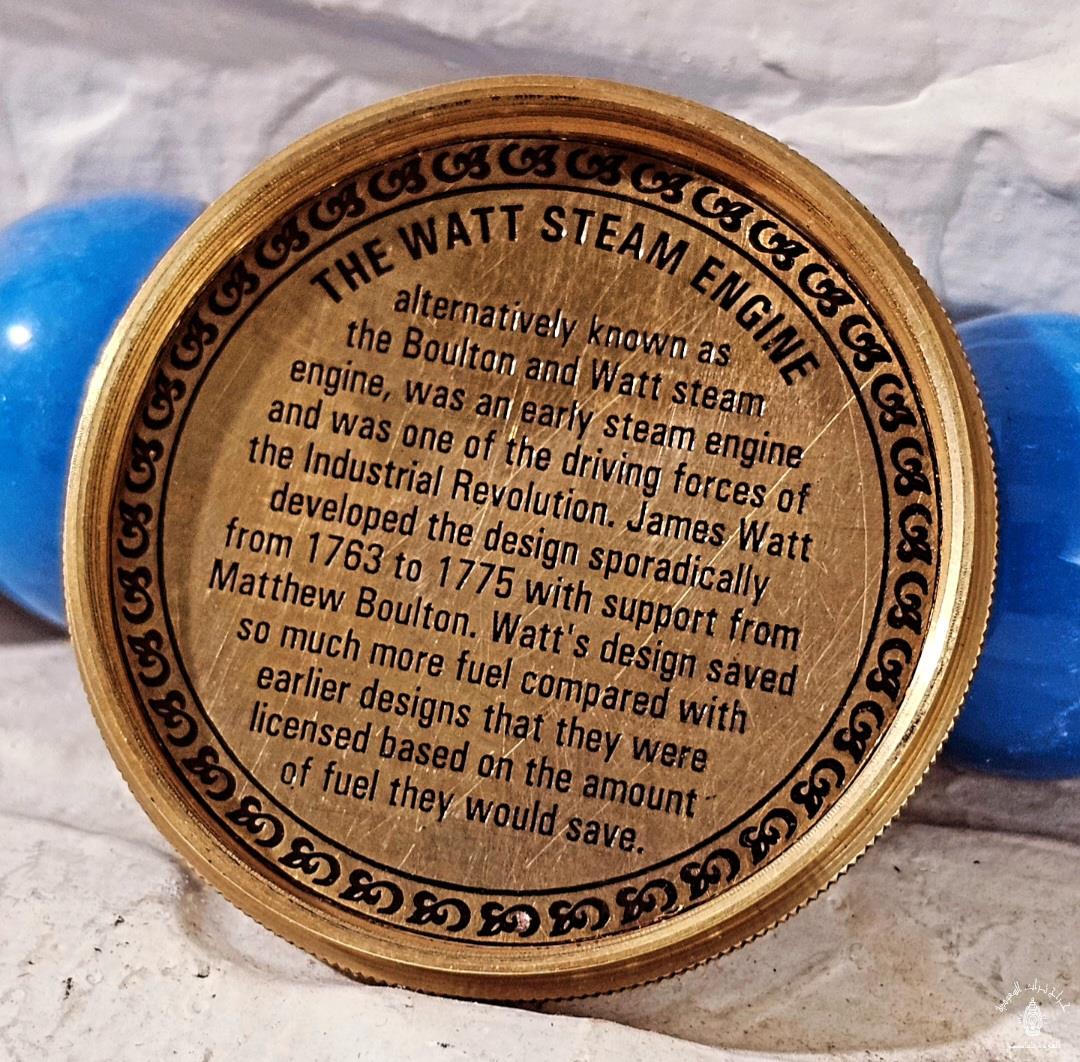 THE WATT STEAM ENGINE
alternatively known as
the Boulton and Watt steam
engine, was an early steam engine
and was one of the driving forces of
the Industrial Revolution. James Watt
developed the design sporadically
from 1763 to 1775 with support from
Matthew Boulton. Watt's design saved
so much more fuel compared with
earlier designs that they were
licensed based on the amount
of fuel they would save.